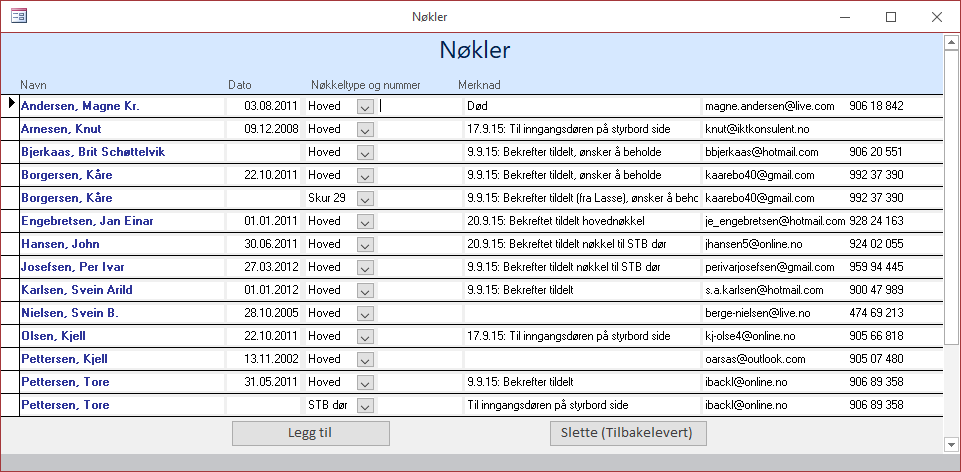 Nøkler
Nøkler
Navn Dato Nøkkeltype og nummer Merknad
Andersen, Magne Kr. 03.08.2011 Hoved Død magne.andersen@live.com 906 18 842
Arnesen, Knut 09.12.2008 Hoved 17.9.15: Til inngangsdøren på styrbord side knut@iktkonsulent.no
Bjerkaas, Brit Schøttelvik Hoved 9.9.15: Bekrefter tildelt, ønsker å beholde bbjerkaas@hotmail.com 906 20 551
Borgersen, Kåre 22.10.2011 Hoved 9.9.15: Bekrefter tildelt, ønsker å beholde kaarebo40@gmail.com 992 37 390
Borgersen, Kåre Skur 29 9.9.15: Bekrefter tildelt (fra Lasse), ønsker å beho kaarebo40@gmail.com 992 37 390
Engebretsen, Jan Einar 01.01.2011 Hoved 20.9.15: Bekreftet tildelt hovednøkkel je_engebretsen@hotmail.com 928 24 163
Hansen, John 30.06.2011 Hoved 20.9.15: Bekreftet tildelt nøkkel til STB dør jhansen5@online.no 924 02 055
Josefsen, Per Ivar 27.03.2012 Hoved 9.9.15: Bekrefter tildelt nøkkel til STB dør perivarjosefsen@gmail.com 959 94 445
Karlsen, Svein Arild 01.01.2012 Hoved 9.9.15: Bekrefter tildelt s.a.karlsen@hotmail.com 900 47 989
Nielsen, Svein B. 28.10.2005 Hoved berge-nielsen@live.no 474 69 213
Olsen, Kjell 22.10.2011 Hoved 17.9.15: Til inngangsdøren på styrbord side kj-olse4@online.no 905 66 818
Pettersen, Kjell 13.11.2002 Hoved oarsas@outlook.com 905 07 480
Pettersen, Tore 31.05.2011 Hoved 9.9.15: Bekrefter tildelt ibackl@online.no 906 89 358
Pettersen, Tore STB dør Til inngangsdøren på styrbord side ibackl@online.no 906 89 358
Legg til Slette (Tilbakelevert)